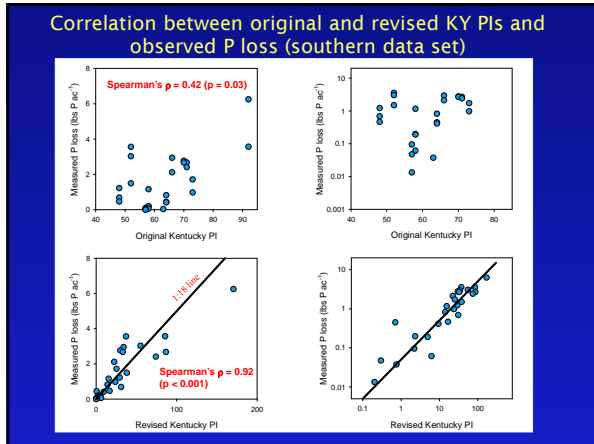 Correlation between original and revised KY PIs and
observed P loss (southern data set)
Spearman's ρ = 0.42 (p = 0.03)
Measured P loss (lbs P ac⁻¹)
8
6
4
2
0
40 50 60 70 80 90
Original Kentucky PI
Measured P loss (lbs P ac⁻¹)
10
1
0.1
0.01
0.001
40 50 60 70 80
Original Kentucky PI
Measured P loss (lbs P ac⁻¹)
8
6
4
2
0
1:18 line
Spearman's ρ = 0.92
(p < 0.001)
0 100 200
Revised Kentucky PI
Measured P loss (lbs P ac⁻¹)
10
1
0.1
0.01
0.1 1 10 100
Revised Kentucky PI